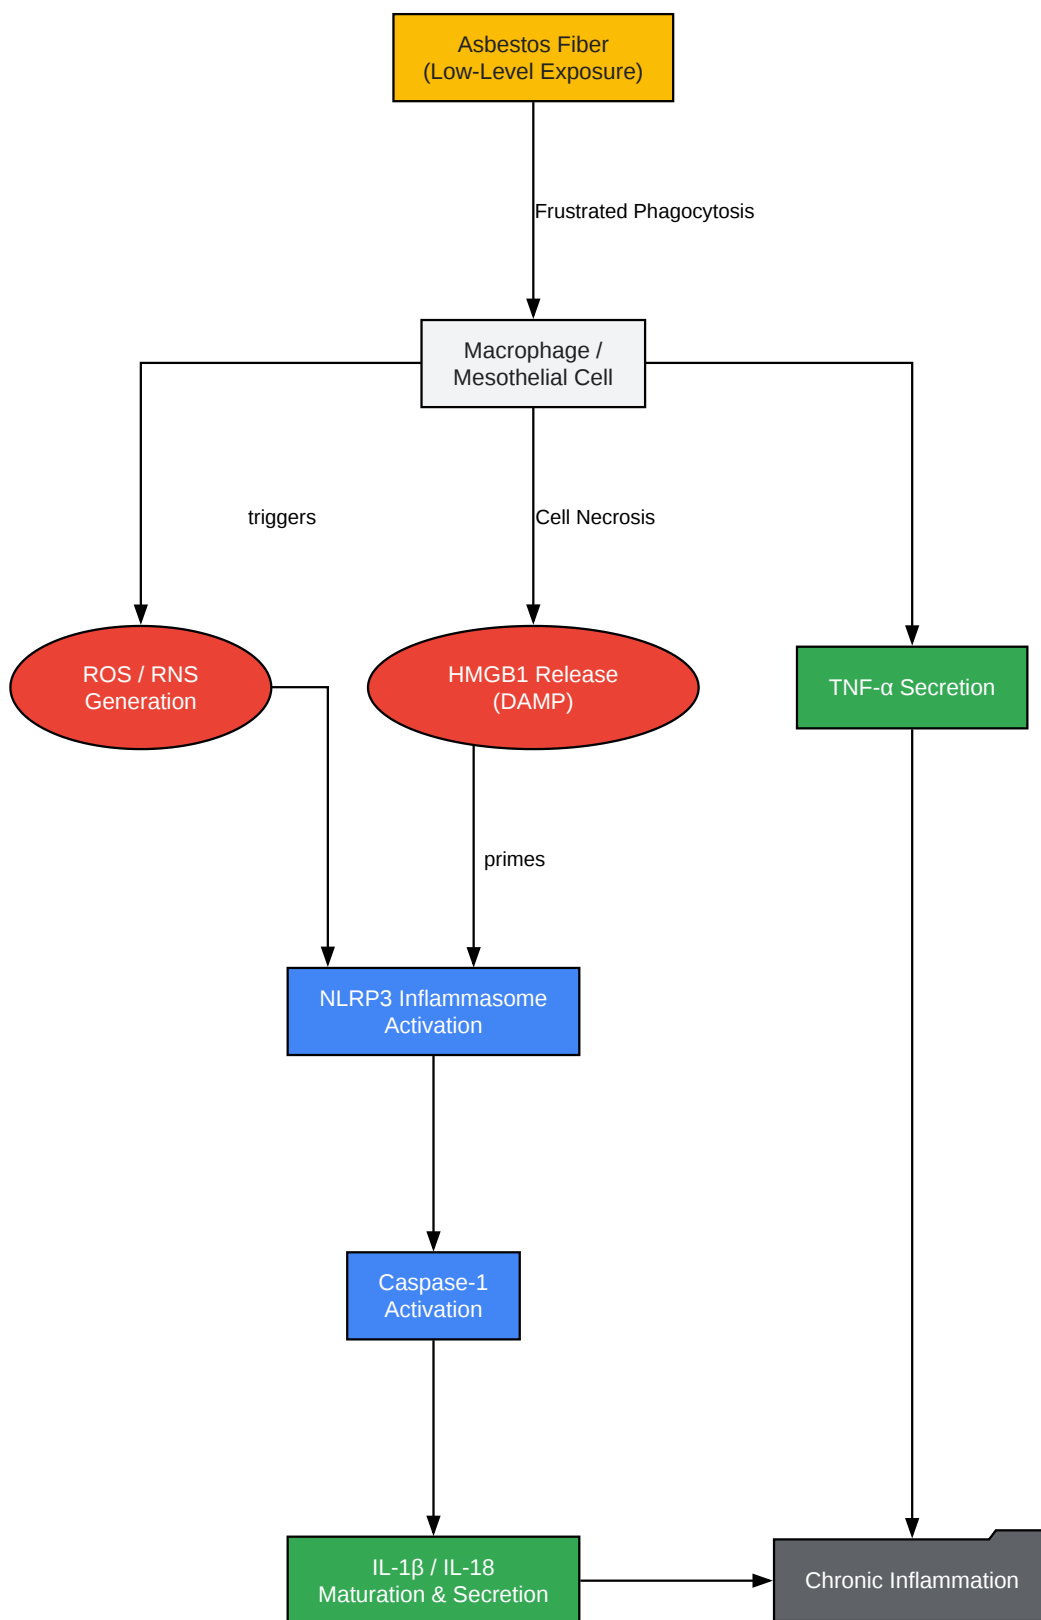 Asbestos Fiber
(Low-Level Exposure)
Frustrated Phagocytosis
Macrophage /
Mesothelial Cell
triggers
Cell Necrosis
ROS / RNS
Generation
HMGB1 Release
(DAMP)
TNF-α Secretion
primes
NLRP3 Inflammasome
Activation
Caspase-1
Activation
IL-1β / IL-18
Maturation & Secretion
Chronic Inflammation